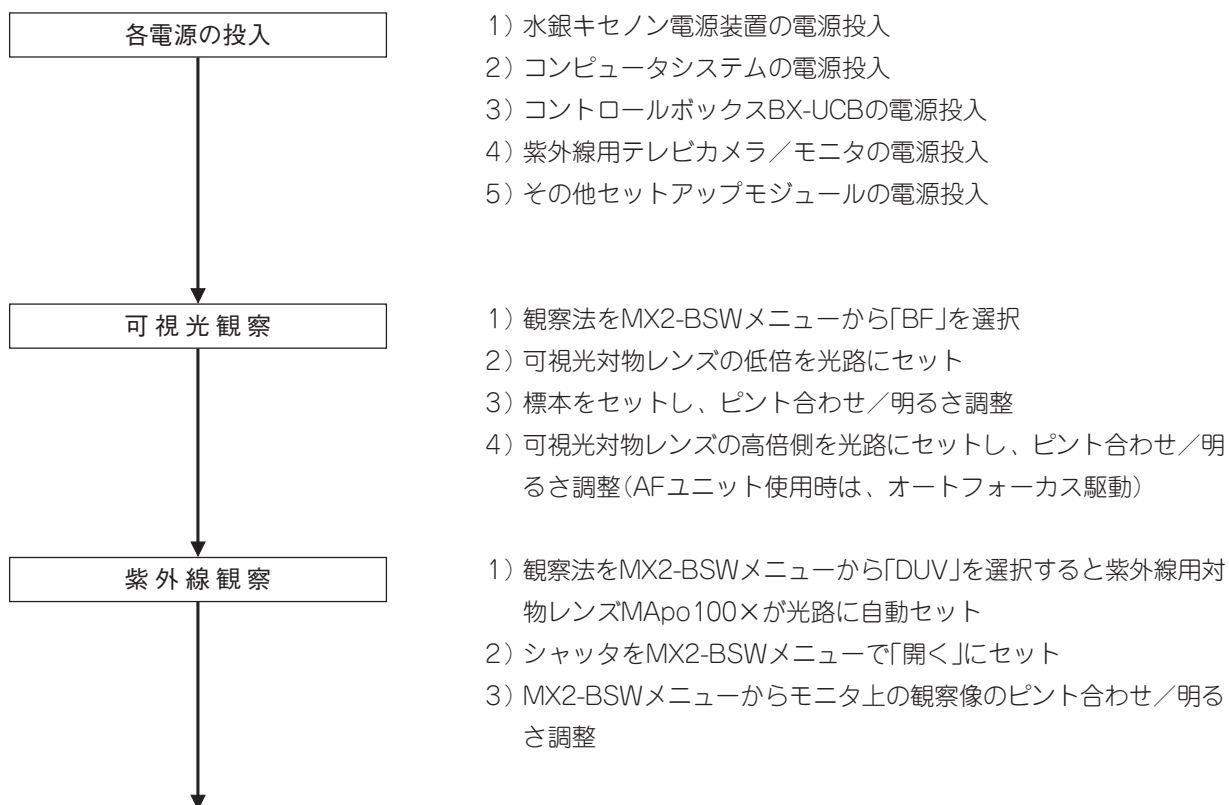 各電源の投入
1）水銀キセノン電源装置の電源投入
2）コンピュータシステムの電源投入
3）コントロールボックスBX-UCBの電源投入
4）紫外線用テレビカメラ／モニタの電源投入
5）その他セットアップモジュールの電源投入
可視光観察
1）観察法をMX2-BSWメニューから「BF」を選択
2）可視光対物レンズの低倍を光路にセット
3）標本をセットし、ピント合わせ／明るさ調整
4）可視光対物レンズの高倍側を光路にセットし、ピント合わせ／明
るさ調整（AFユニット使用時は、オートフォーカス駆動）
紫外線観察
1）観察法をMX2-BSWメニューから「DUV」を選択すると紫外線用対
物レンズMApo100×が光路に自動セット
2）シャッタをMX2-BSWメニューで「開く」にセット
3）MX2-BSWメニューからモニタ上の観察像のピント合わせ／明る
さ調整